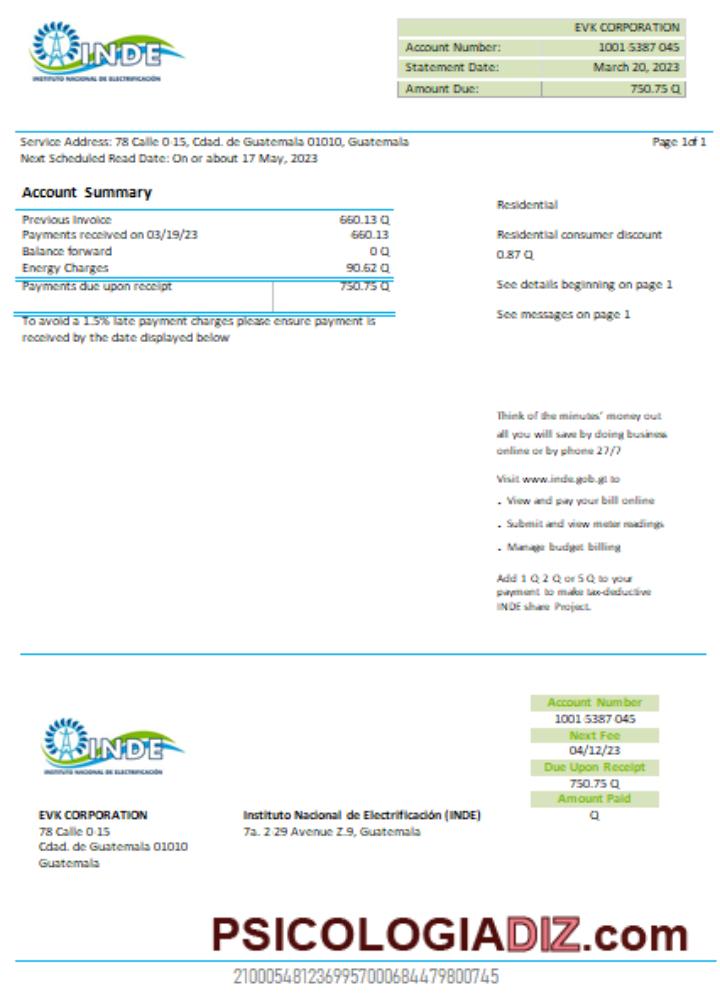 INDE
INSTITUTO NACIONAL DE ELECTRIFICACIÓN
EVK CORPORATION
Account Number: 1001 5387 045
Statement Date: March 20, 2023
Amount Due: 750.75 Q
Service Address: 78 Calle 0-15, Cdad. de Guatemala 01010, Guatemala
Page 1of 1
Next Scheduled Read Date: On or about 17 May, 2023
Account Summary
Previous Invoice 660.13 Q
Payments received on 03/19/23 660.13
Balance forward 0 Q
Energy Charges 90.62 Q
Payments due upon receipt 750.75 Q
To avoid a 1.5% late payment charges please ensure payment is
received by the date displayed below
Residential
Residential consumer discount
0.87 Q
See details beginning on page 1
See messages on page 1
Think of the minutes' money out
all you will save by doing business
online or by phone 27/7
Visit www.inde.gob.gt to
. View and pay your bill online
. Submit and view meter readings
. Manage budget billing
Add 1 Q 2 Q or 5 Q to your
payment to make tax-deductive
INDE share Project.
INDE
INSTITUTO NACIONAL DE ELECTRIFICACIÓN
Account Number
1001 5387 045
Next Fee
04/12/23
Due Upon Receipt
750.75 Q
Amount Paid
Q
EVK CORPORATION
78 Calle 0-15
Cdad. de Guatemala 01010
Guatemala
Instituto Nacional de Electrificación (INDE)
7a. 2-29 Avenue Z.9, Guatemala
PSICOLOGIADIZ.com
2100054812369957000684479800745